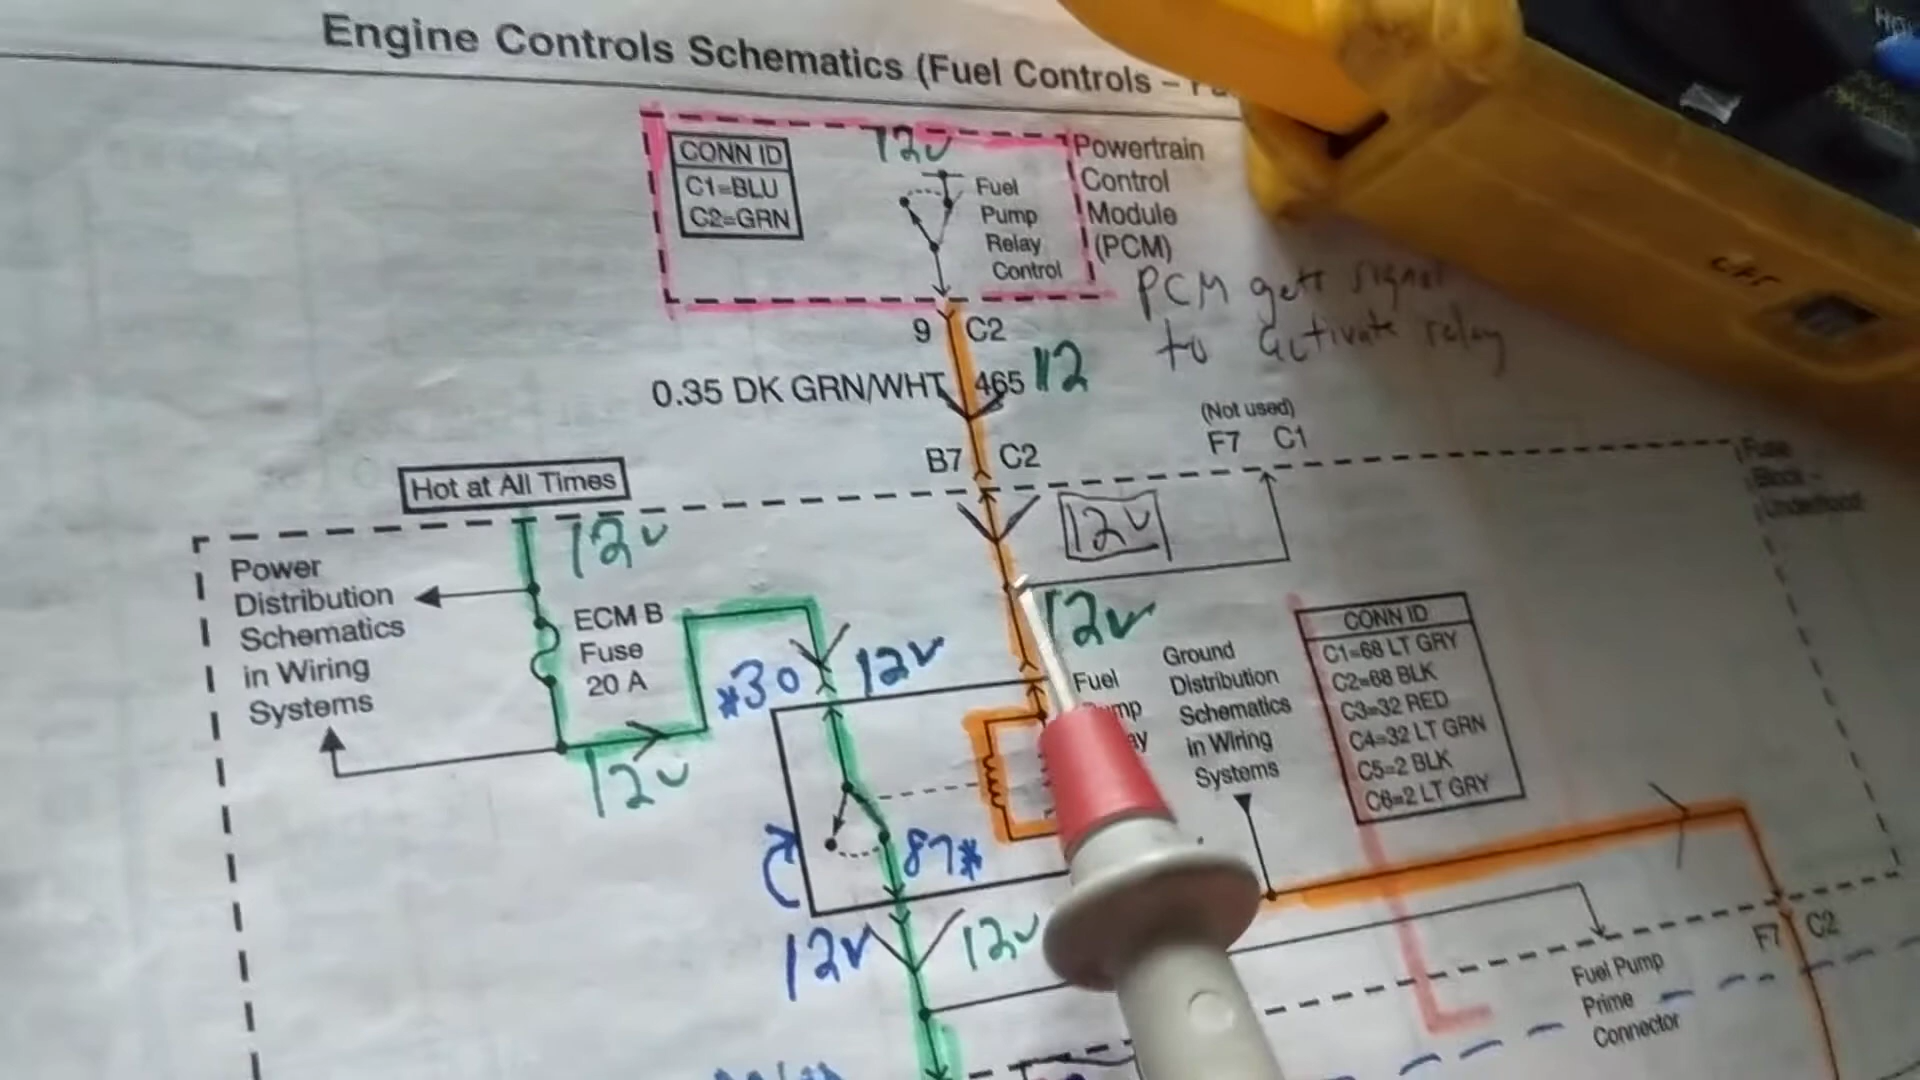 Engine Controls Schematics (Fuel Controls –
CONN ID
C1=BLU
C2=GRN
12v
Fuel
Pump
Relay
Control
Powertrain
Control
Module
(PCM)
PCM gets signal
to activate relay
9 C2
0.35 DK GRN/WHT 465 12
(Not used)
F7 C1
B7 C2
Hot at All Times
12v
12v
Fuse
Block –
Underhood
Power
Distribution
Schematics
in Wiring
Systems
ECM B
Fuse
20 A
12v
*30 12v
12v
Fuel
Ground
Distribution
Schematics
in Wiring
Systems
CONN ID
C1=68 LT GRY
C2=68 BLK
C3=32 RED
C4=32 LT GRN
C5=2 BLK
C6=2 LT GRY
87*
12v 12v
F7 C2
Fuel Pump
Prime
Connector